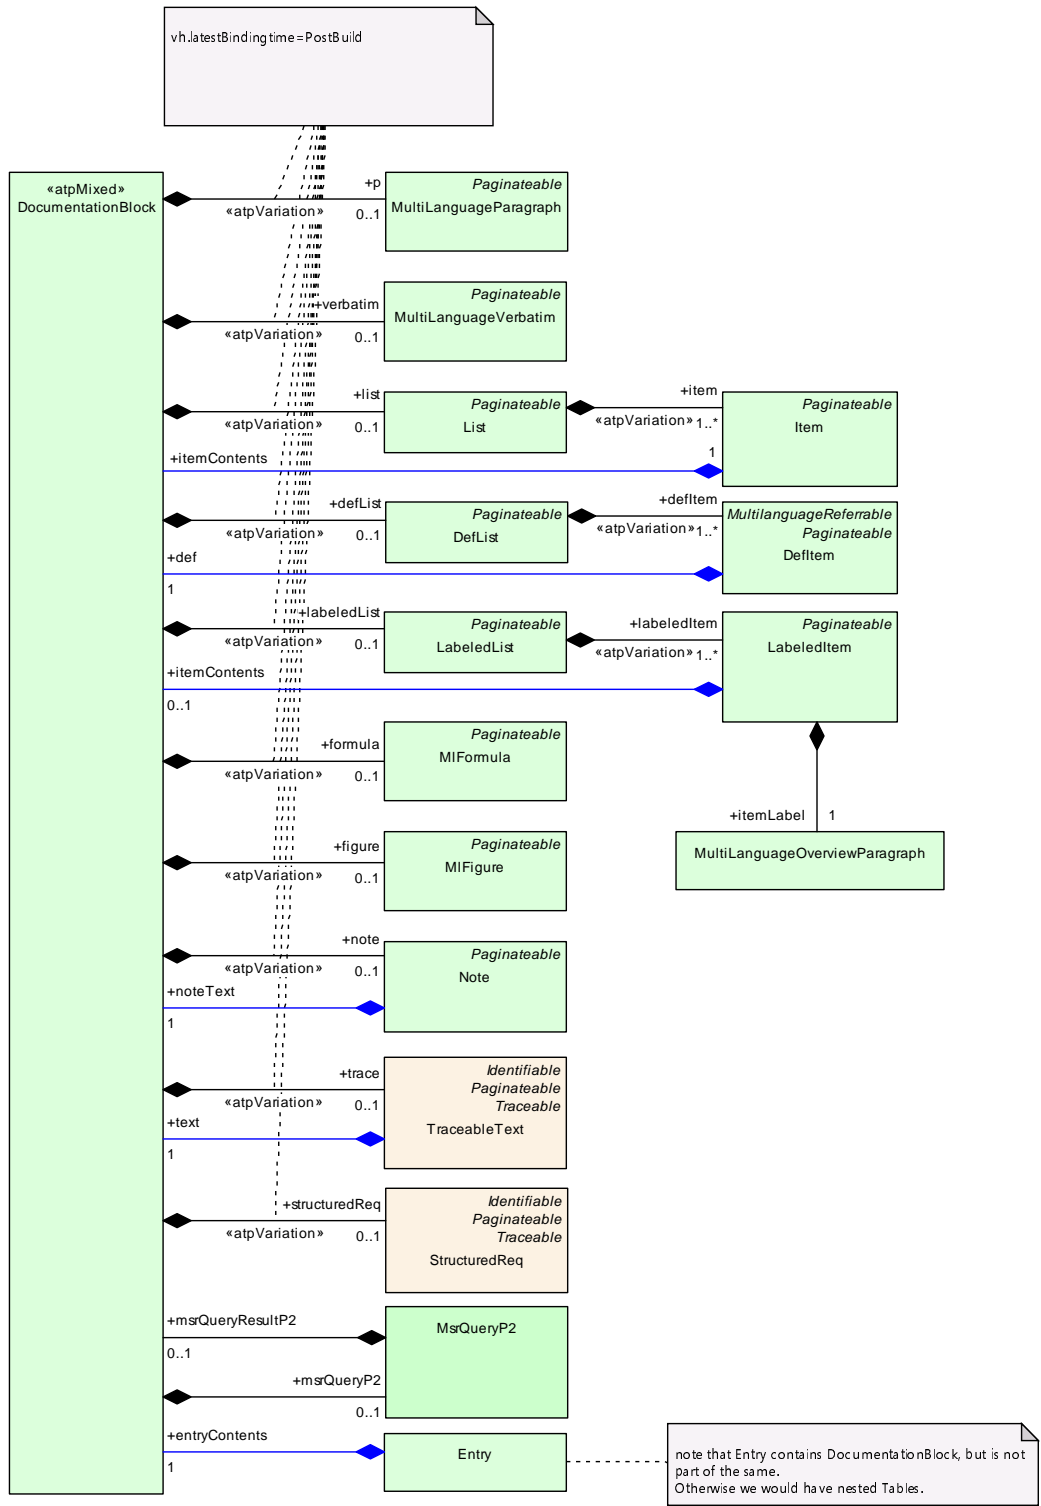 vh.latestBindingtime=PostBuild
«atpMixed»
DocumentationBlock
+p
«atpVariation» 0..1
Paginateable
MultiLanguageParagraph
+verbatim
«atpVariation» 0..1
Paginateable
MultiLanguageVerbatim
+list
«atpVariation» 0..1
Paginateable
List
+item
«atpVariation» 1..*
Paginateable
Item
1
+itemContents
+defList
«atpVariation» 0..1
Paginateable
DefList
+defItem
«atpVariation» 1..*
MultilanguageReferrable
Paginateable
DefItem
+def
1
+labeledList
«atpVariation» 0..1
Paginateable
LabeledList
+labeledItem
«atpVariation» 1..*
Paginateable
LabeledItem
+itemContents
0..1
+formula
«atpVariation» 0..1
Paginateable
MlFormula
+itemLabel 1
MultiLanguageOverviewParagraph
+figure
«atpVariation» 0..1
Paginateable
MlFigure
+note
«atpVariation» 0..1
Paginateable
Note
+noteText
1
+trace
«atpVariation» 0..1
Identifiable
Paginateable
Traceable
TraceableText
+text
1
+structuredReq
«atpVariation» 0..1
Identifiable
Paginateable
Traceable
StructuredReq
+msrQueryResultP2
0..1
MsrQueryP2
+msrQueryP2
0..1
+entryContents
1
Entry
note that Entry contains DocumentationBlock, but is not
part of the same.
Otherwise we would have nested Tables.